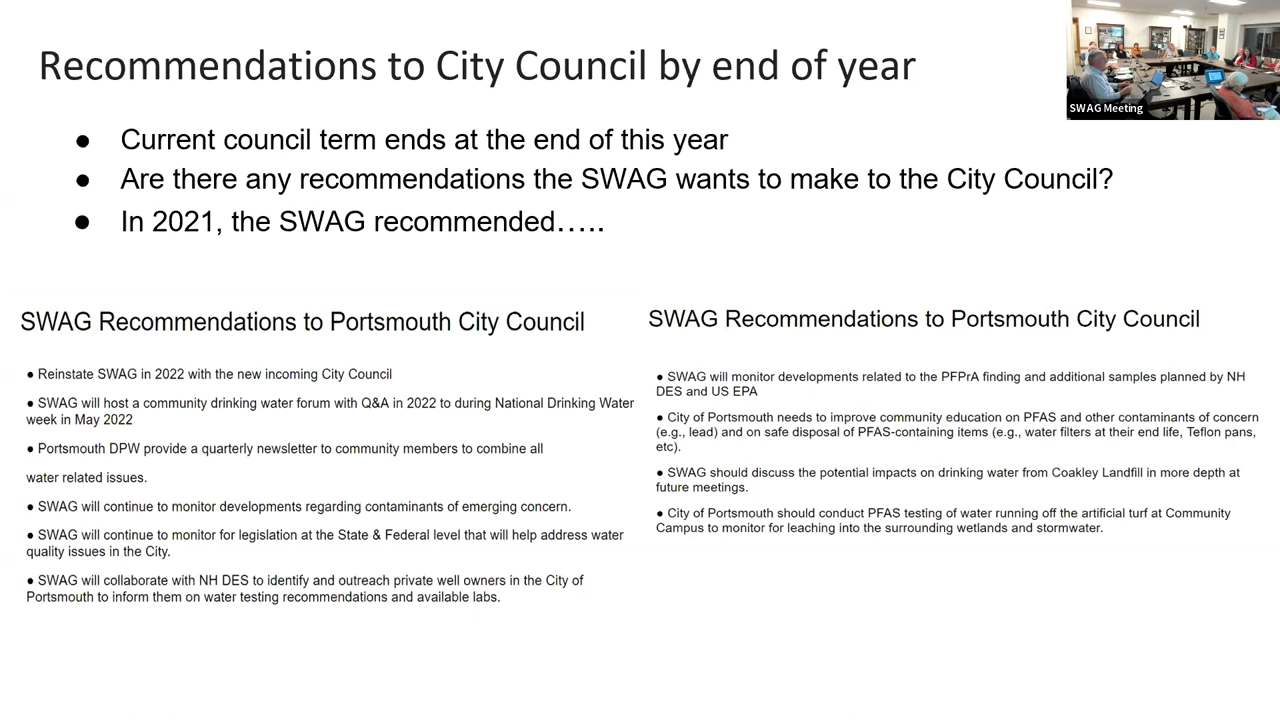 Recommendations to City Council by end of year
SWAG Meeting
● Current council term ends at the end of this year
● Are there any recommendations the SWAG wants to make to the City Council?
● In 2021, the SWAG recommended…..
SWAG Recommendations to Portsmouth City Council
● Reinstate SWAG in 2022 with the new incoming City Council
● SWAG will host a community drinking water forum with Q&A in 2022 to during National Drinking Water
week in May 2022
● Portsmouth DPW provide a quarterly newsletter to community members to combine all
water related issues.
● SWAG will continue to monitor developments regarding contaminants of emerging concern.
● SWAG will continue to monitor for legislation at the State & Federal level that will help address water
quality issues in the City.
● SWAG will collaborate with NH DES to identify and outreach private well owners in the City of
Portsmouth to inform them on water testing recommendations and available labs.
SWAG Recommendations to Portsmouth City Council
● SWAG will monitor developments related to the PFPrA finding and additional samples planned by NH
DES and US EPA
● City of Portsmouth needs to improve community education on PFAS and other contaminants of concern
(e.g., lead) and on safe disposal of PFAS-containing items (e.g., water filters at their end life, Teflon pans,
etc).
● SWAG should discuss the potential impacts on drinking water from Coakley Landfill in more depth at
future meetings.
● City of Portsmouth should conduct PFAS testing of water running off the artificial turf at Community
Campus to monitor for leaching into the surrounding wetlands and stormwater.